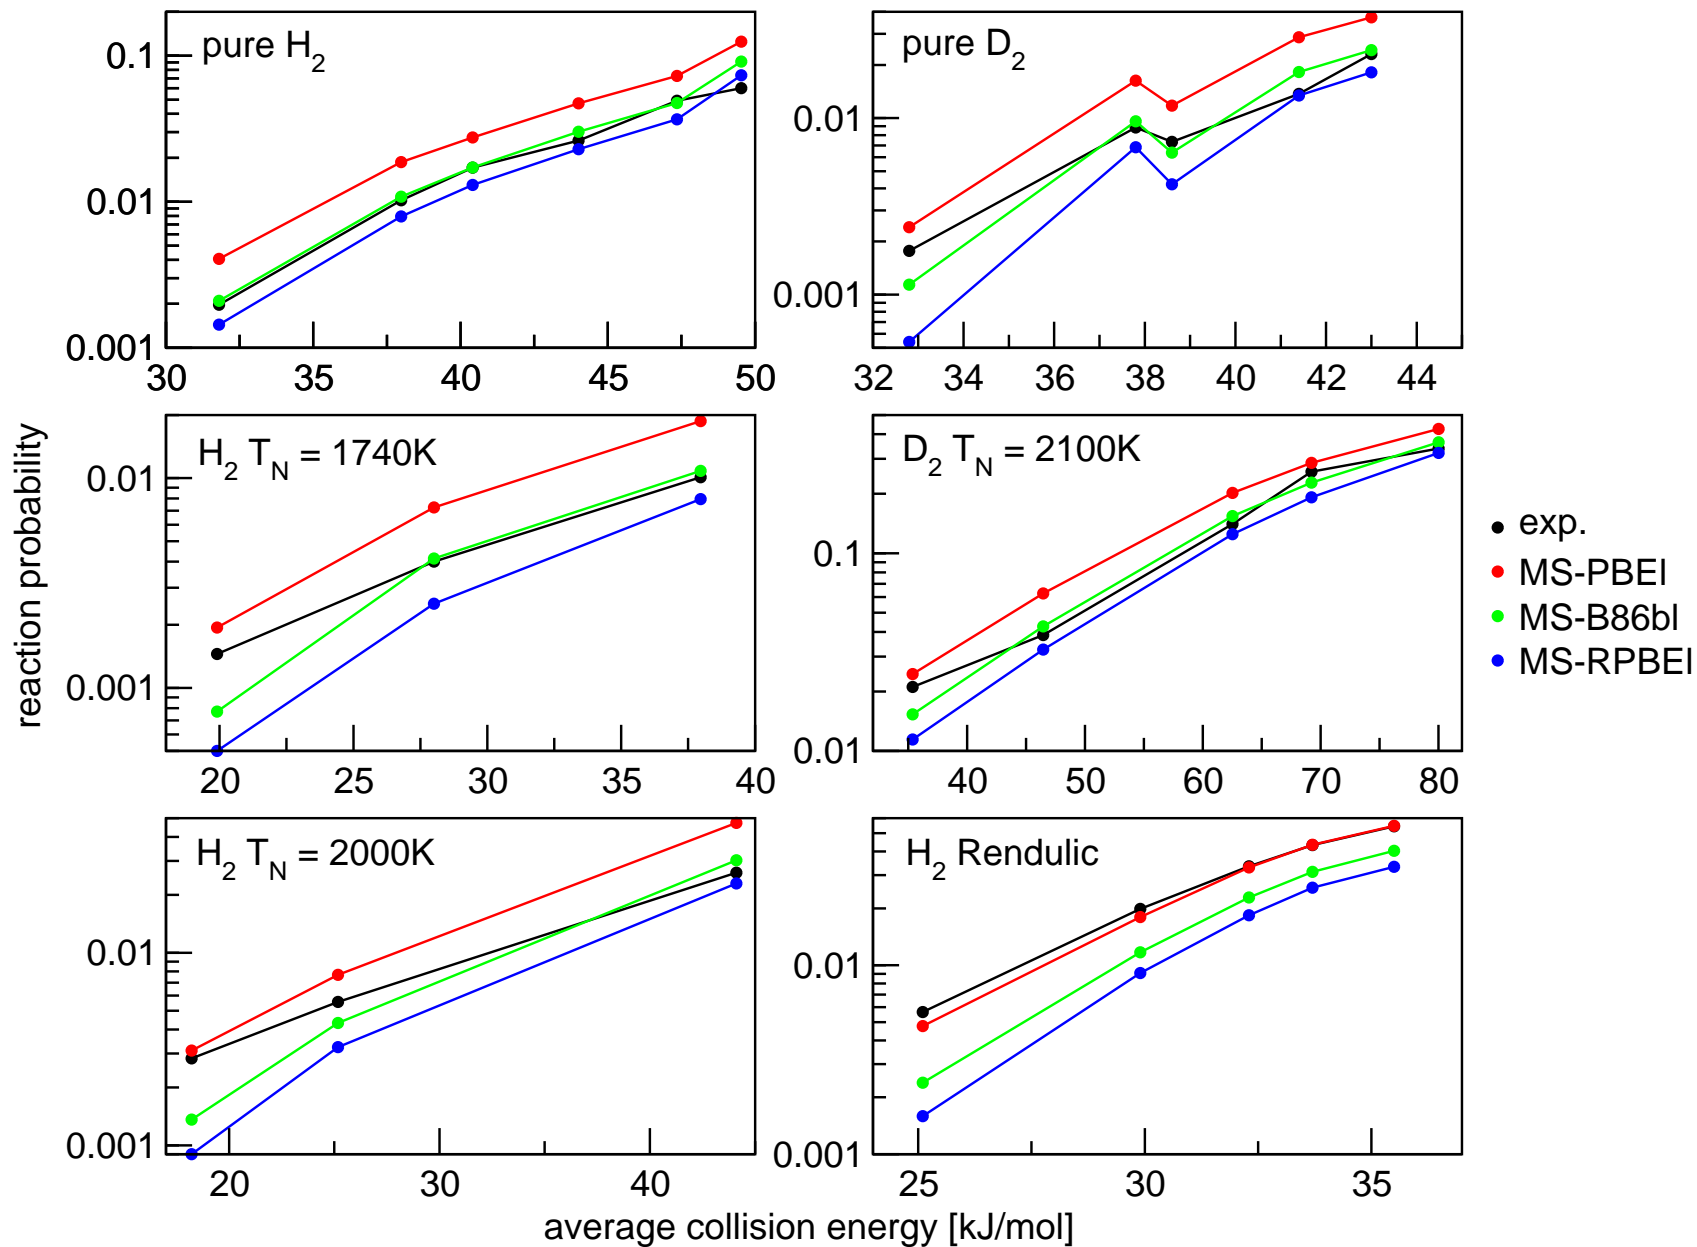 pure H2
0.1
0.01
0.001
30 35 40 45 50
pure D2
0.01
0.001
32 34 36 38 40 42 44
H2 TN = 1740K
0.01
0.001
20 25 30 35 40
D2 TN = 2100K
0.1
0.01
40 50 60 70 80
H2 TN = 2000K
0.01
0.001
20 30 40
H2 Rendulic
0.01
0.001
25 30 35
reaction probability
average collision energy [kJ/mol]
exp.
MS-PBEl
MS-B86bl
MS-RPBEl